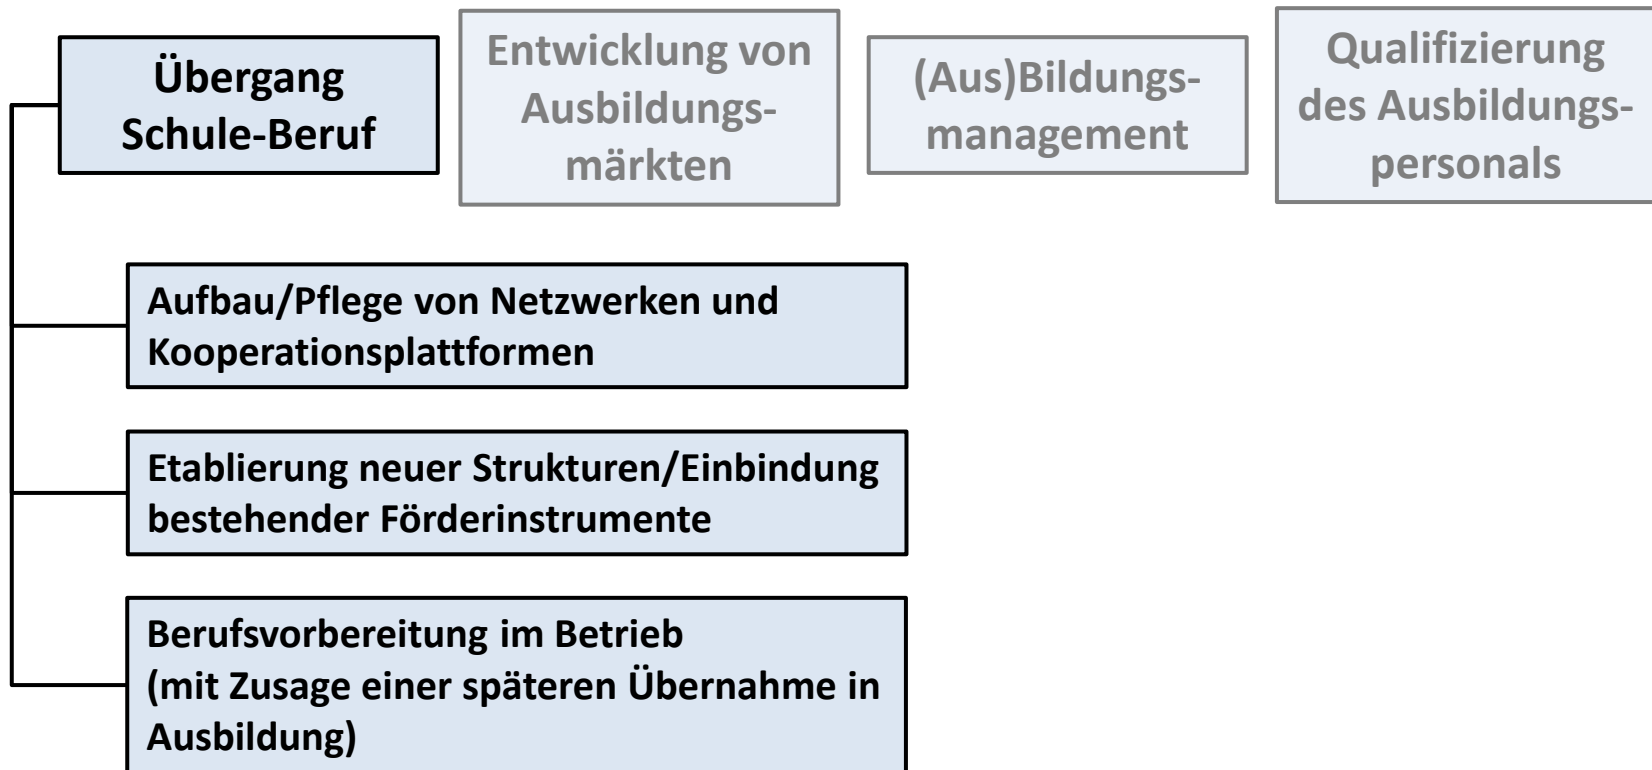 Übergang
Schule-Beruf
Entwicklung von
Ausbildungs-
märkten
(Aus)Bildungs-
management
Qualifizierung
des Ausbildungs-
personals
Aufbau/Pflege von Netzwerken und
Kooperationsplattformen
Etablierung neuer Strukturen/Einbindung
bestehender Förderinstrumente
Berufsvorbereitung im Betrieb
(mit Zusage einer späteren Übernahme in
Ausbildung)